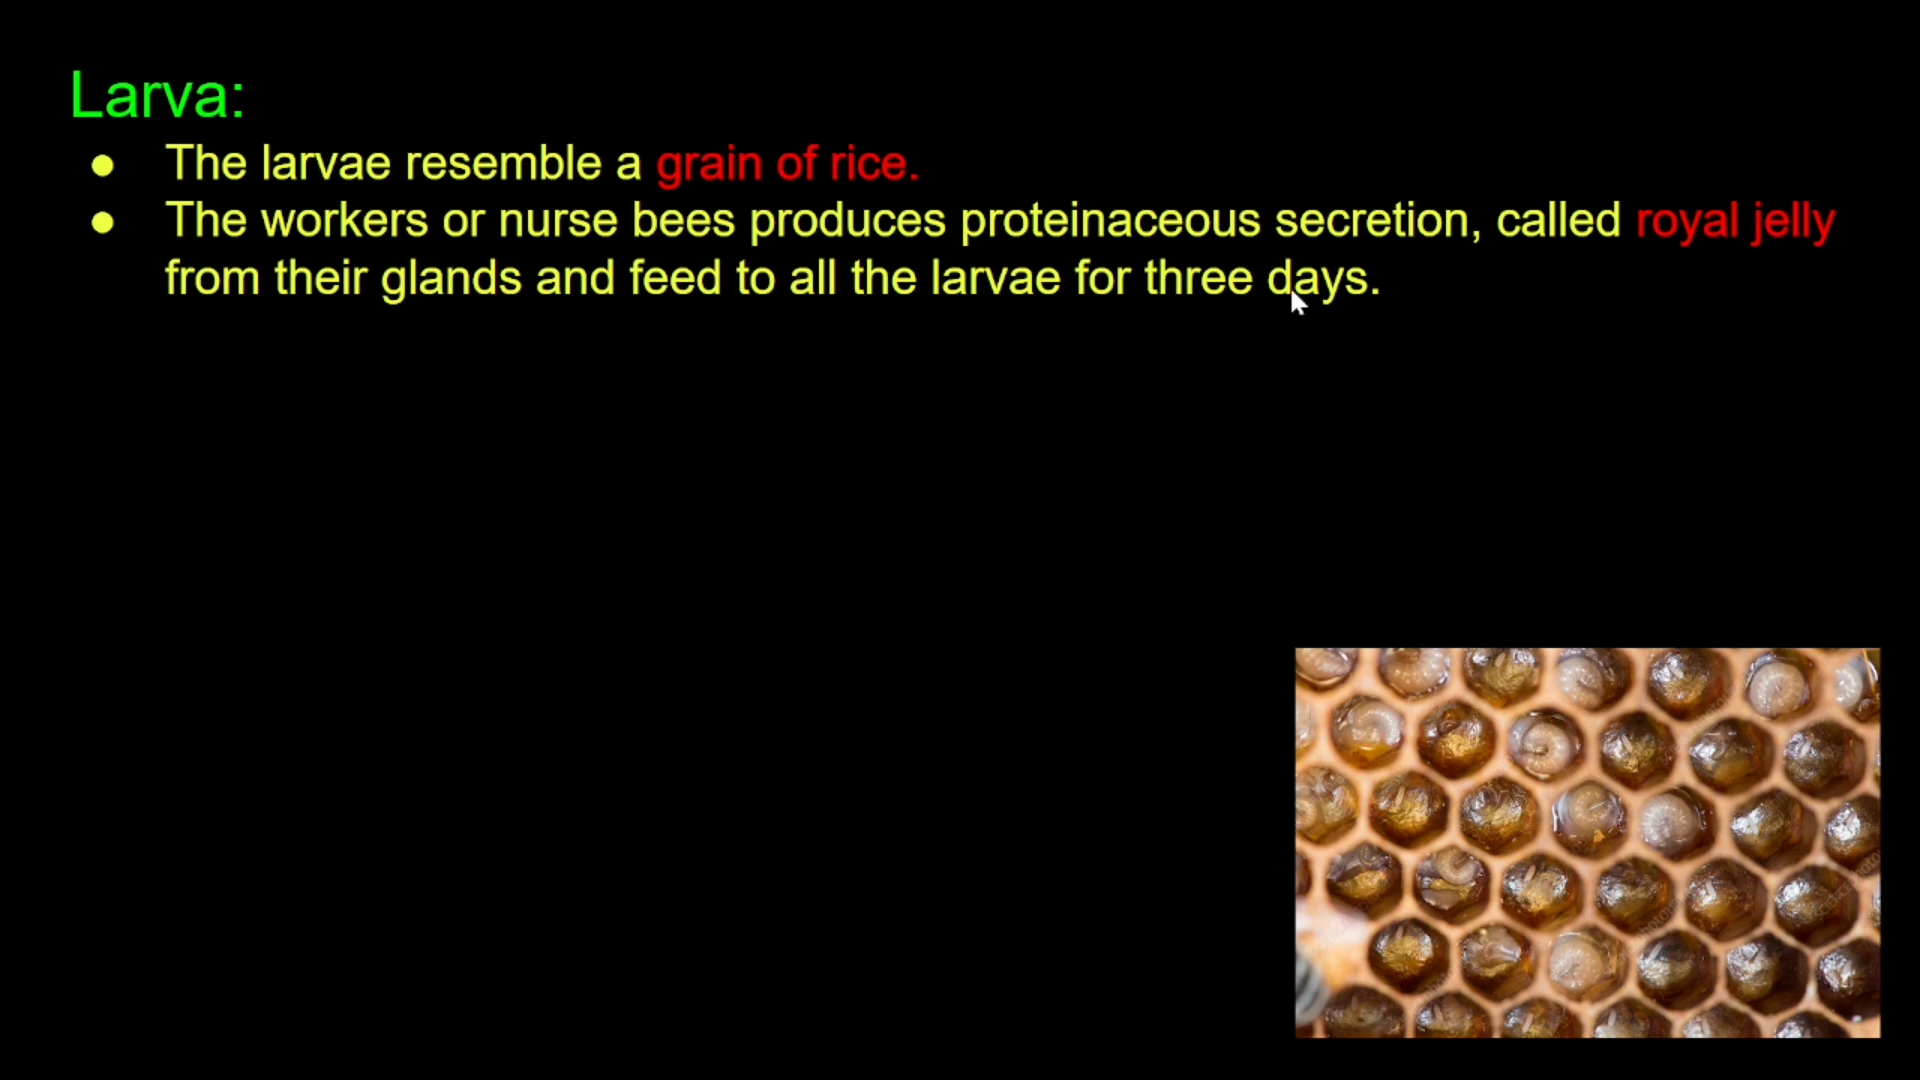 Larva:
● The larvae resemble a grain of rice.
● The workers or nurse bees produces proteinaceous secretion, called royal jelly
from their glands and feed to all the larvae for three days.